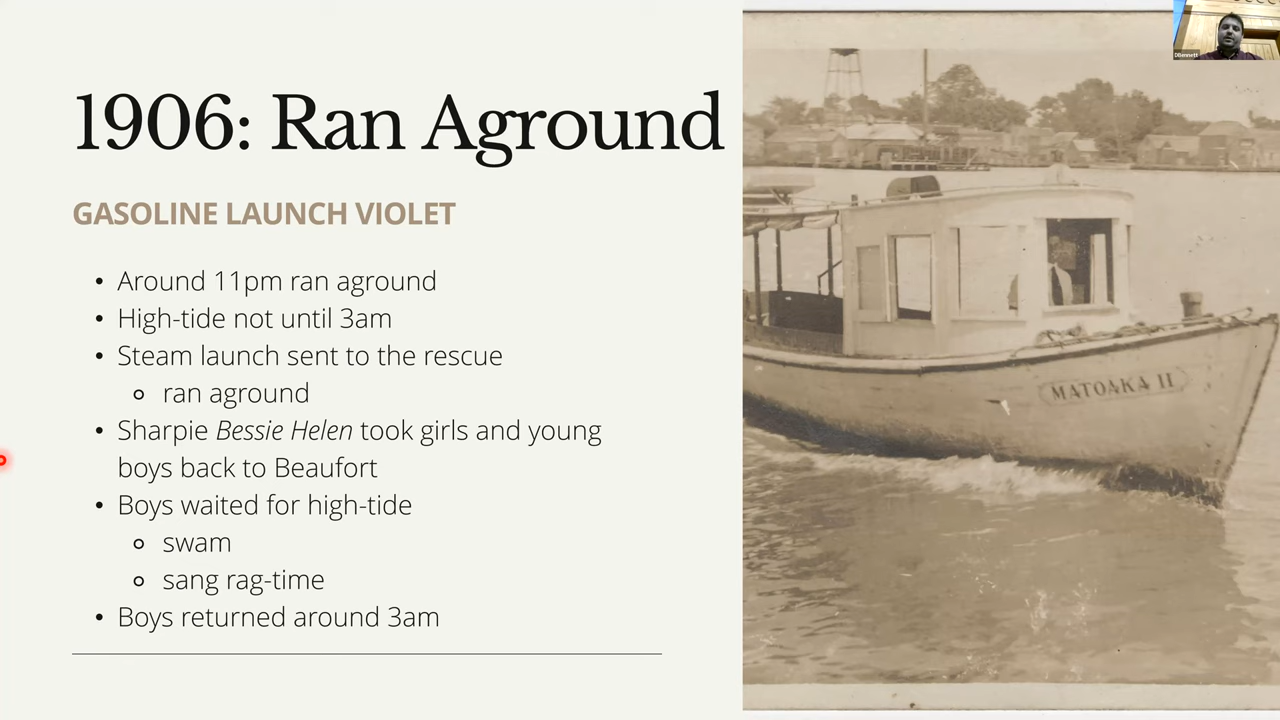 1906: Ran Aground
GASOLINE LAUNCH VIOLET
• Around 11pm ran aground
• High-tide not until 3am
• Steam launch sent to the rescue
○ ran aground
• Sharpie Bessie Helen took girls and young
boys back to Beaufort
• Boys waited for high-tide
○ swam
○ sang rag-time
• Boys returned around 3am
MATOAKA II
DBennett